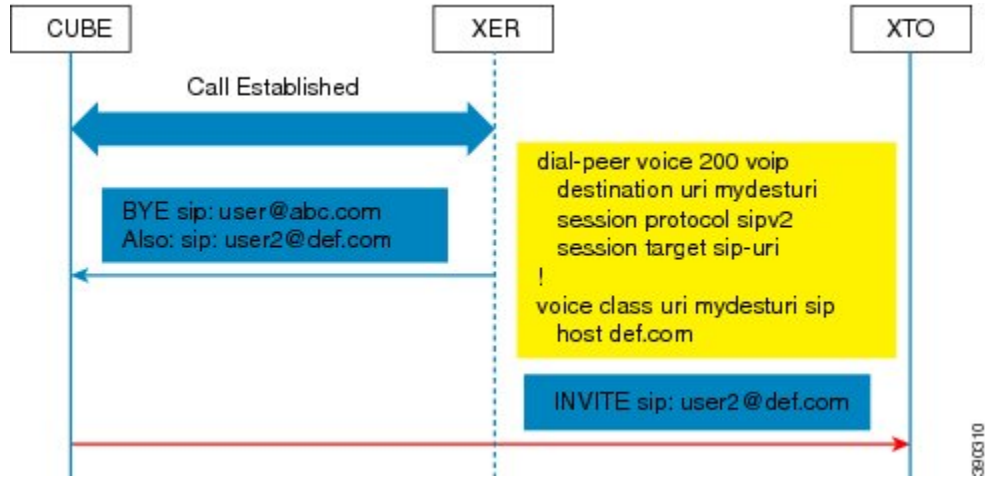 CUBE
XER
XTO
Call Established
BYE sip: user@abc.com
Also: sip: user2@def.com
dial-peer voice 200 voip
destination uri mydesturi
session protocol sipv2
session target sip-uri
!
voice class uri mydesturi sip
host def.com
INVITE sip: user2@def.com
390310